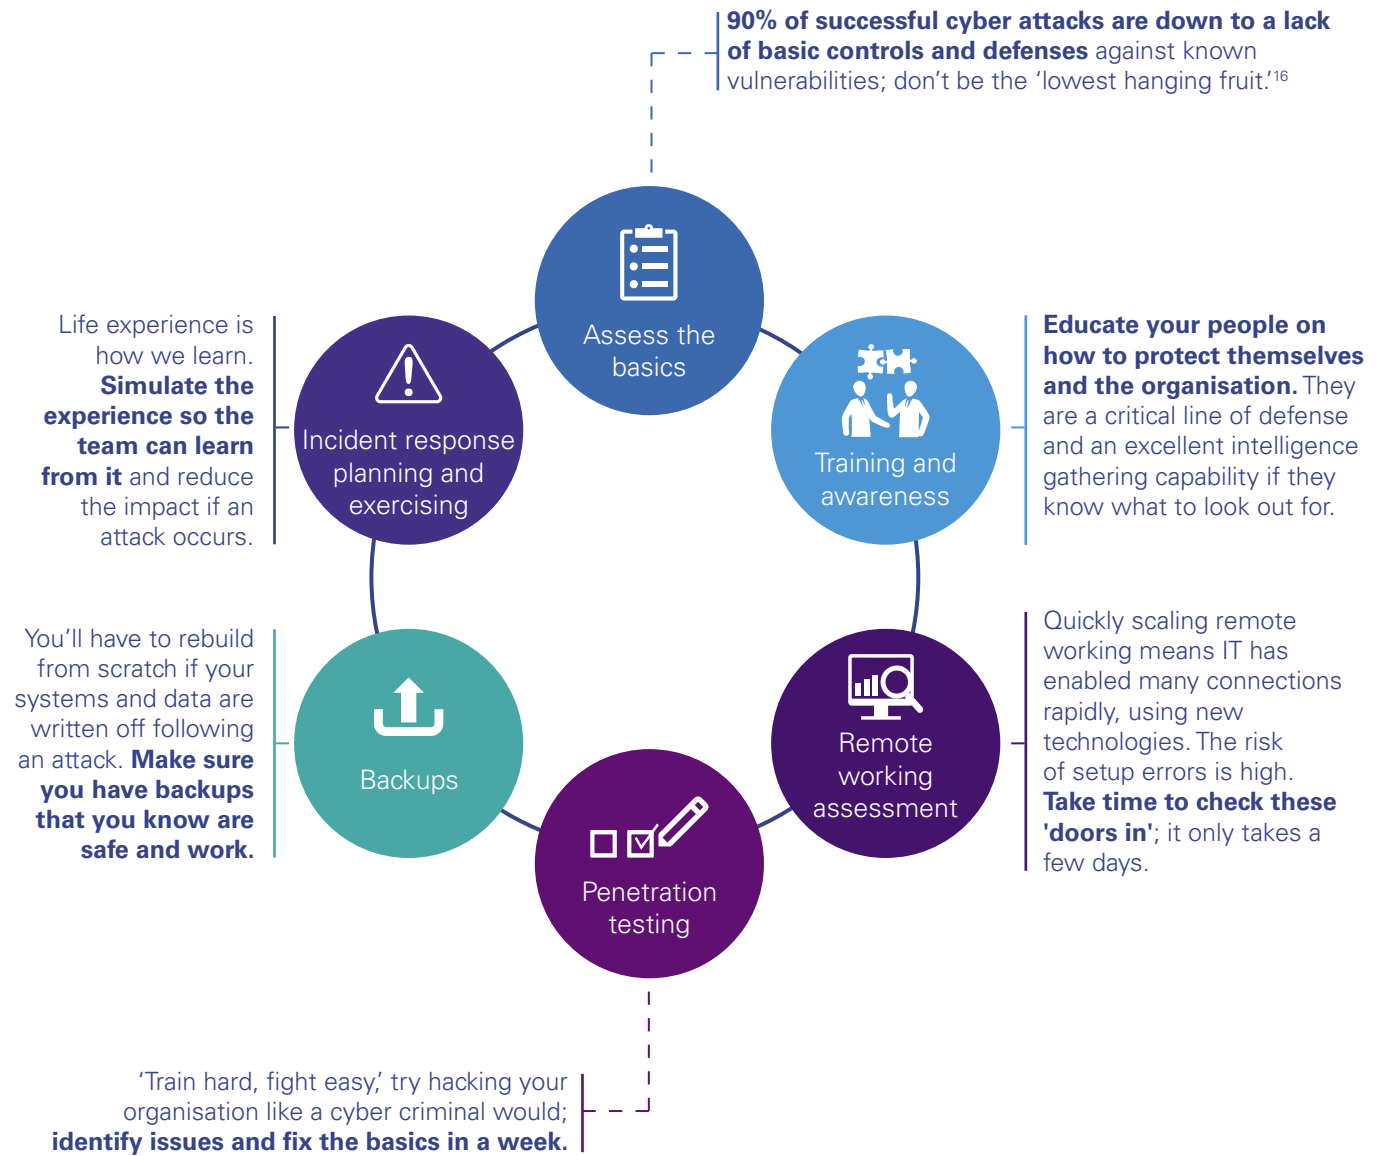 90% of successful cyber attacks are down to a lack
of basic controls and defenses against known
vulnerabilities; don’t be the ‘lowest hanging fruit.’16
Assess the
basics
Life experience is
how we learn.
Simulate the
experience so the
team can learn
from it and reduce
the impact if an
attack occurs.
Incident response
planning and
exercising
Training and
awareness
Educate your people on
how to protect themselves
and the organisation. They
are a critical line of defense
and an excellent intelligence
gathering capability if they
know what to look out for.
You’ll have to rebuild
from scratch if your
systems and data are
written off following
an attack. Make sure
you have backups
that you know are
safe and work.
Backups
Remote
working
assessment
Quickly scaling remote
working means IT has
enabled many connections
rapidly, using new
technologies. The risk
of setup errors is high.
Take time to check these
'doors in'; it only takes a
few days.
Penetration
testing
‘Train hard, fight easy,’ try hacking your
organisation like a cyber criminal would;
identify issues and fix the basics in a week.